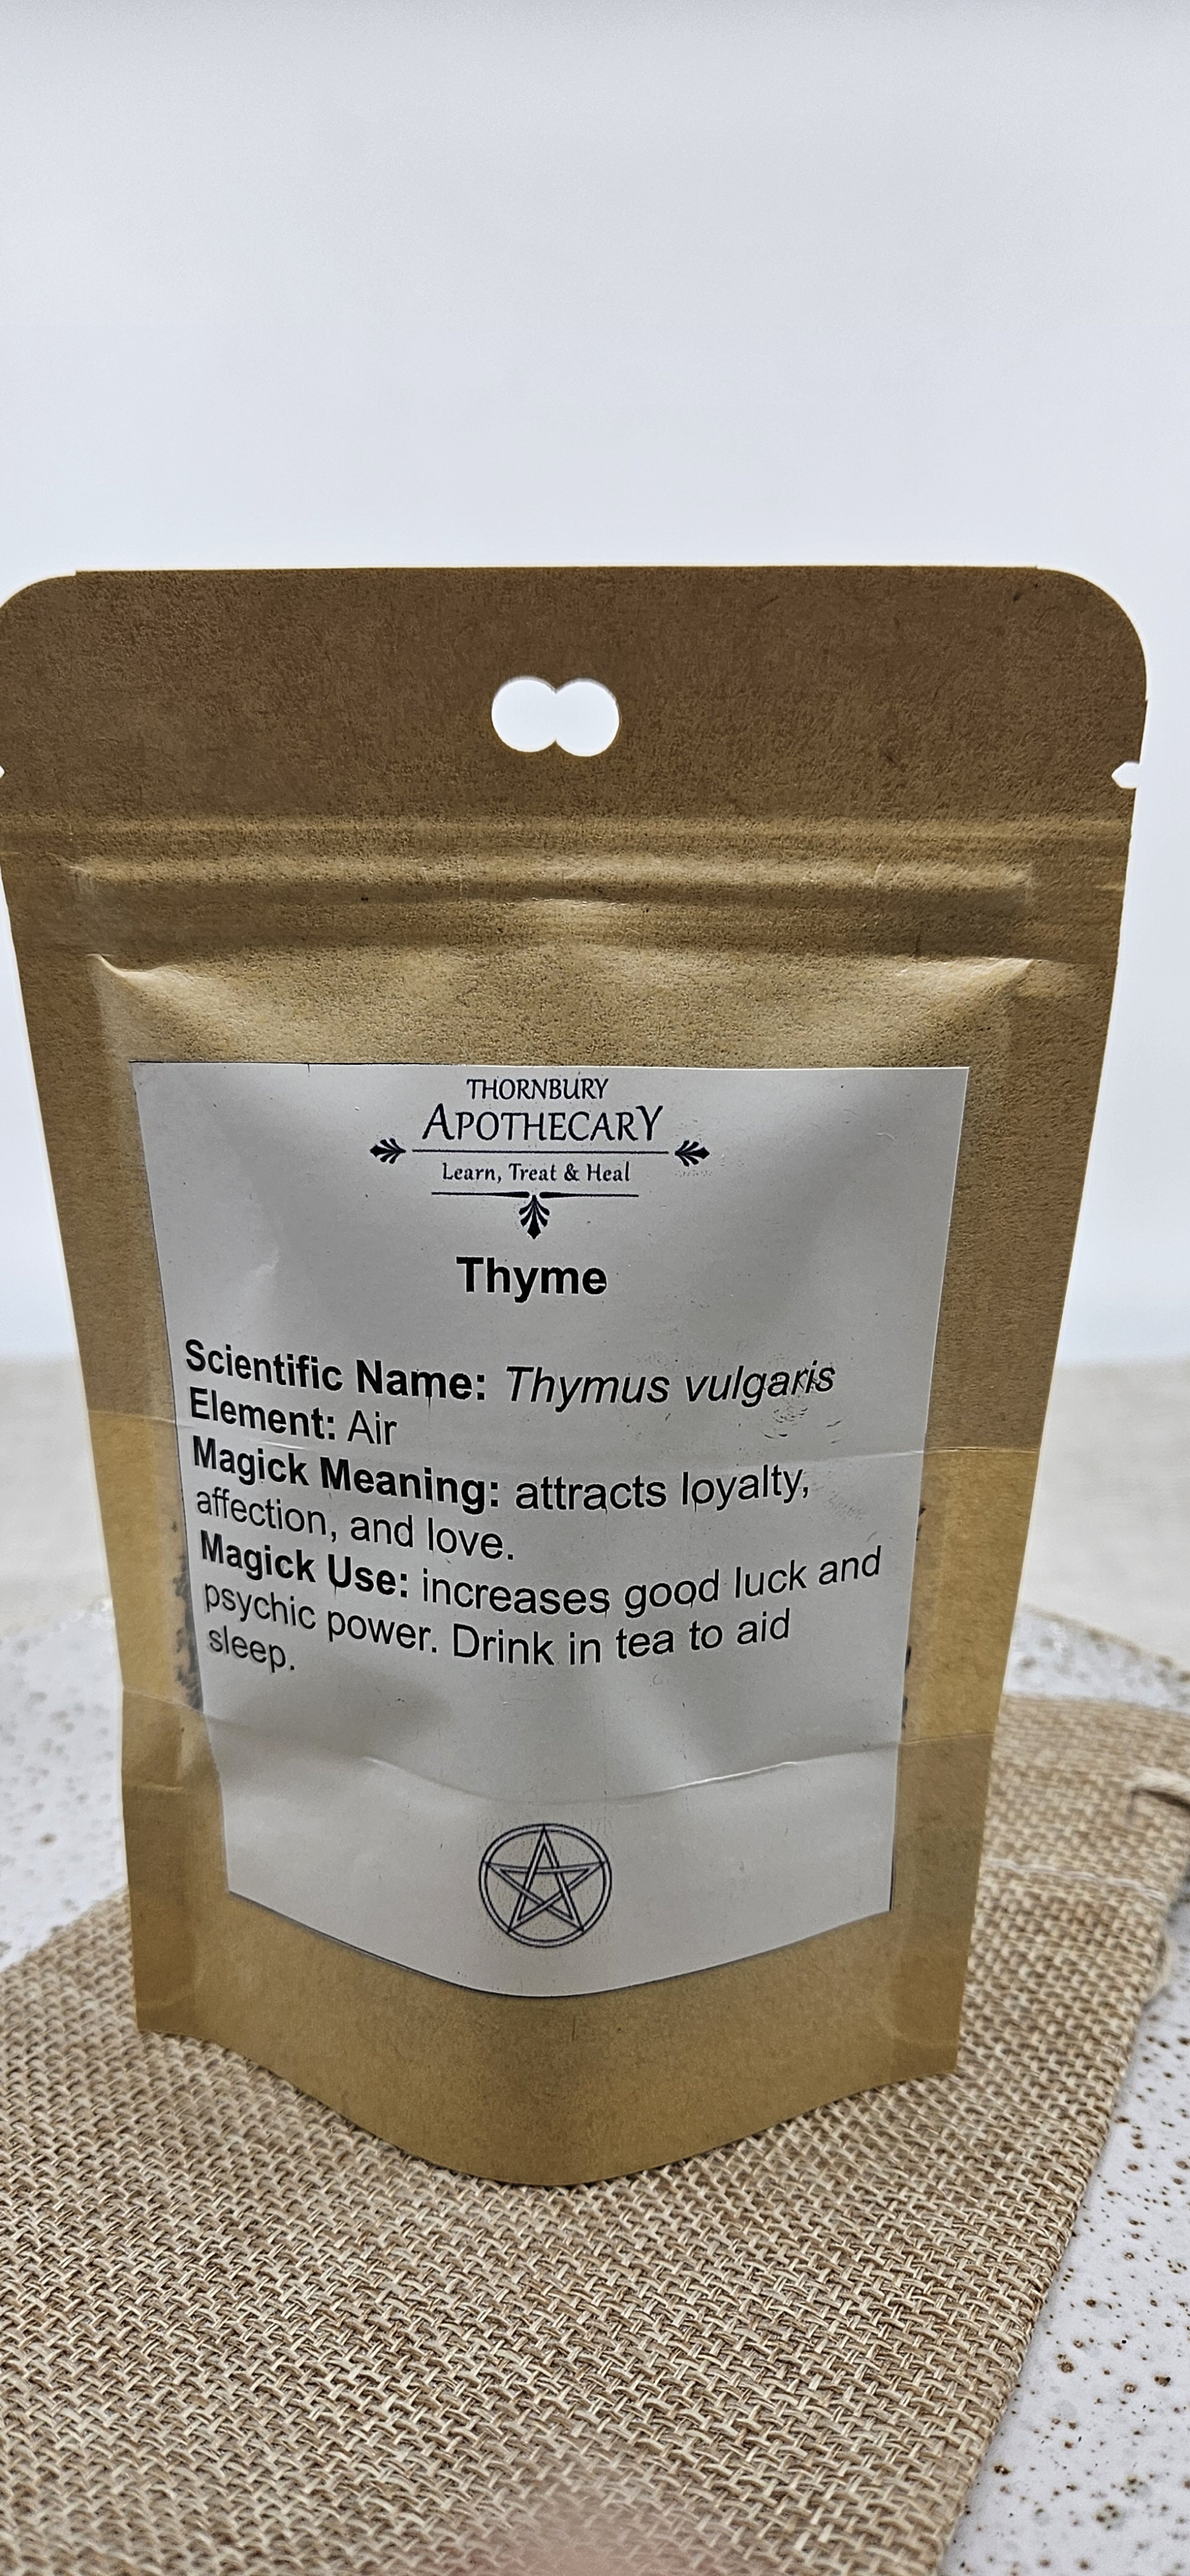 THORNBURY
APOTHECARY
Learn, Treat & Heal
Thyme
Scientific Name: Thymus vulgaris
Element: Air
Magick Meaning: attracts loyalty,
affection, and love.
Magick Use: increases good luck and
psychic power. Drink in tea to aid
sleep.